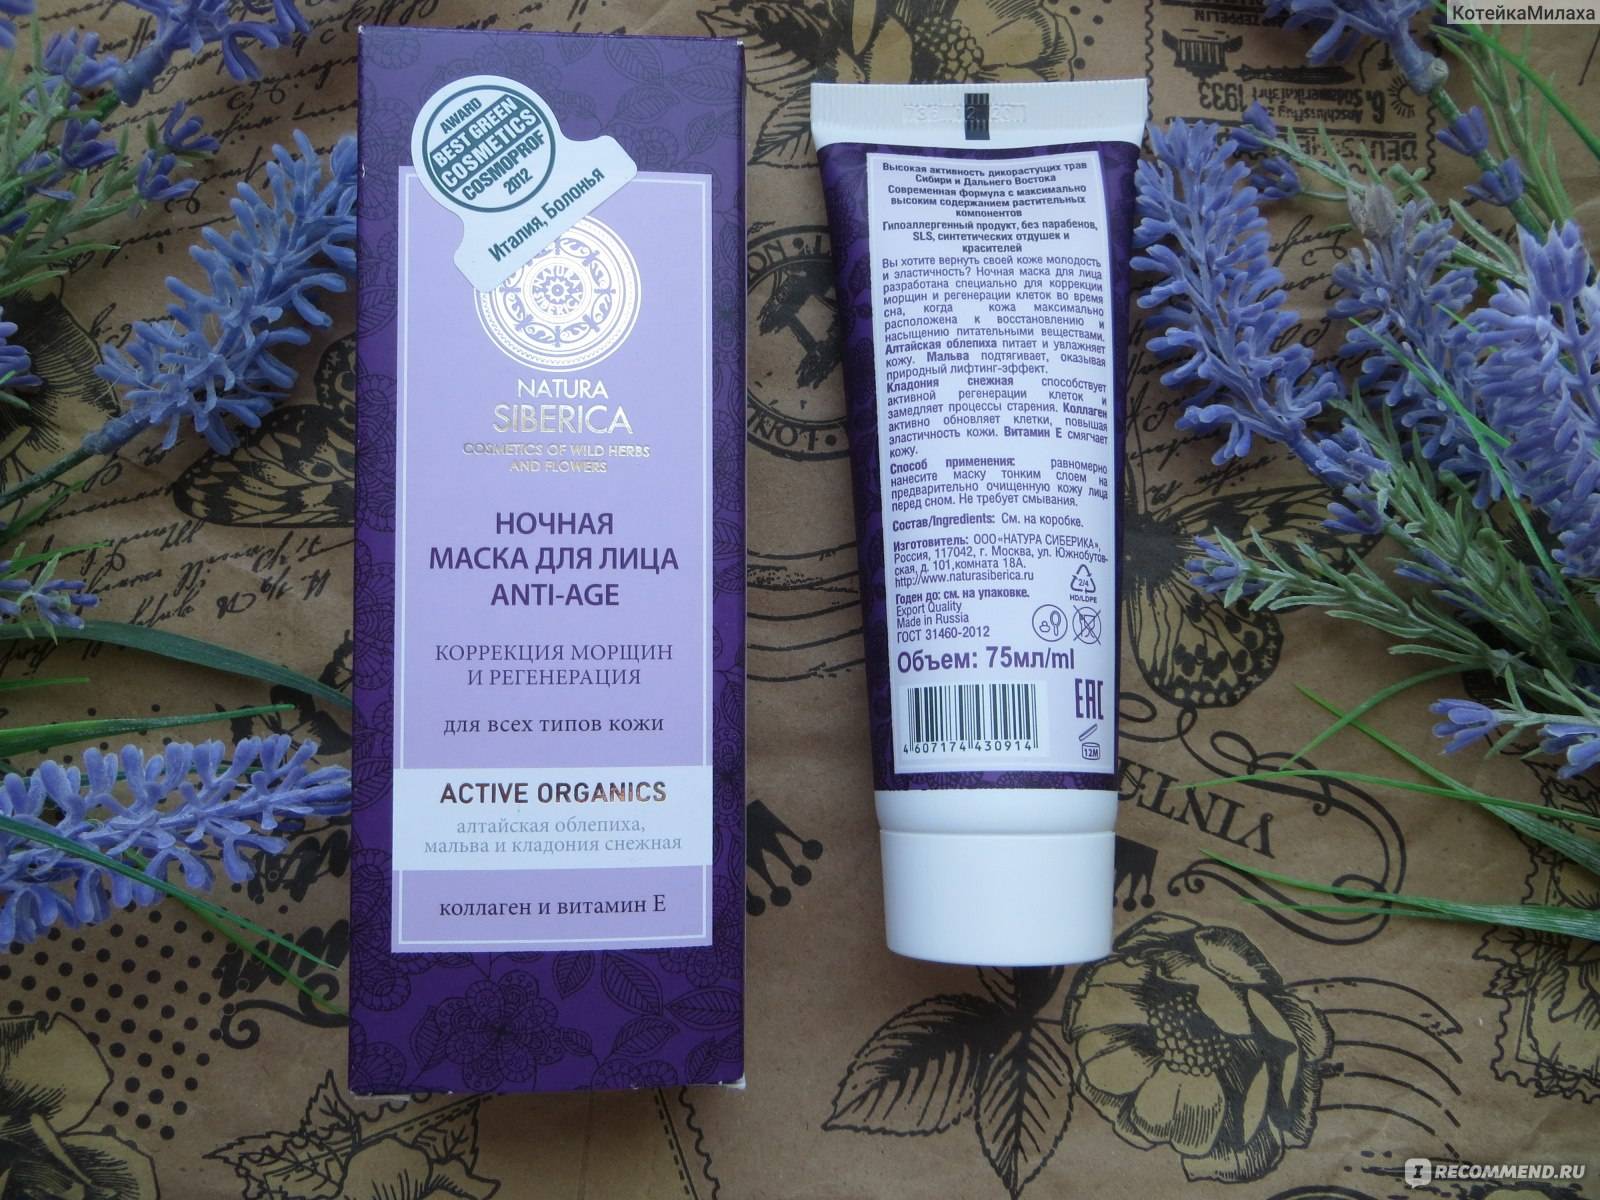 КотейкаМилаха
AWARD
BEST GREEN
COSMETICS
COSMOPROF
2012
Италия, Болонья
NATURA
SIBERICA
COSMETICS OF WILD HERBS
AND FLOWERS
НОЧНАЯ
МАСКА ДЛЯ ЛИЦА
ANTI-AGE
КОРРЕКЦИЯ МОРЩИН
И РЕГЕНЕРАЦИЯ
для всех типов кожи
ACTIVE ORGANICS
алтайская облепиха,
мальва и кладония снежная
коллаген и витамин Е
Высокая активность дикорастущих трав
Сибири и Дальнего Востока
Современная формула с максимально
высоким содержанием растительных
компонентов
Гипоаллергенный продукт, без парабенов,
SLS, синтетических отдушек и
красителей
Вы хотите вернуть своей коже молодость
и эластичность? Ночная маска для лица
разработана специально для коррекции
морщин и регенерации клеток во время
сна, когда кожа максимально
расположена к восстановлению и
насыщению питательными веществами.
Алтайская облепиха питает и увлажняет
кожу. Мальва подтягивает, оказывая
природный лифтинг-эффект.
Кладония снежная способствует
активной регенерации клеток и
замедляет процессы старения. Коллаген
активно обновляет клетки, повышая
эластичность кожи. Витамин Е смягчает
кожу.
Способ применения: равномерно
нанесите маску тонким слоем на
предварительно очищенную кожу лица
перед сном. Не требует смывания.
Состав/Ingredients: См. на коробке.
Изготовитель: ООО«НАТУРА СИБЕРИКА»,
Россия, 117042, г. Москва, ул. Южнобутов-
ская, д. 101,комната 18А.
http://www.naturasiberica.ru
Годен до: см. на упаковке.
Export Quality
Made in Russia
ГОСТ 31460-2012
2/4
HD/LDPE
Объем: 75мл/ml
4 607174 430914
EAC
12M
1933
VINTE
RECOMMEND.RU